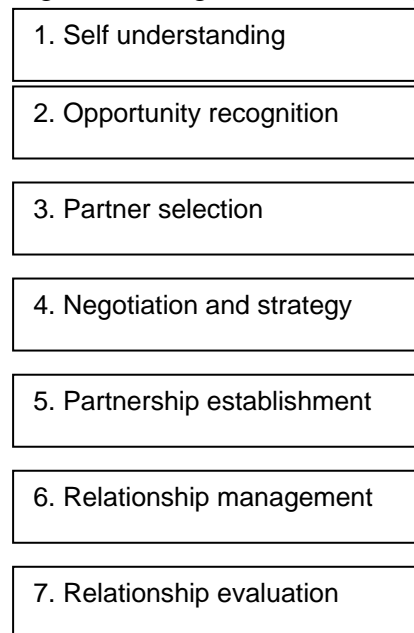 1. Self understanding
2. Opportunity recognition
3. Partner selection
4. Negotiation and strategy
5. Partnership establishment
6. Relationship management
7. Relationship evaluation